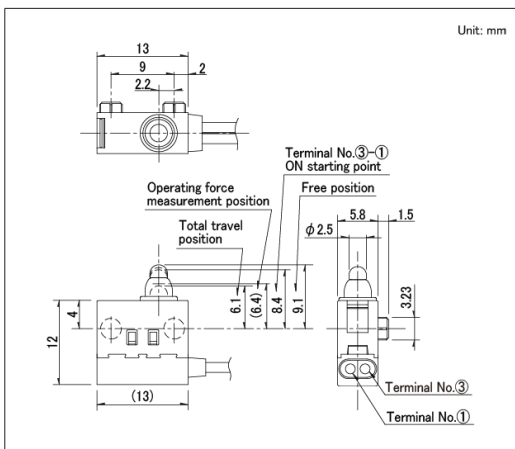 Unit: mm
13
9
2
2.2
Terminal No.③-①
ON starting point
Operating force
measurement position
Free position
Total travel
position
5.8
1.5
φ2.5
6.1
(6.4)
8.4
9.1
3.23
4
12
(13)
Terminal No.③
Terminal No.①